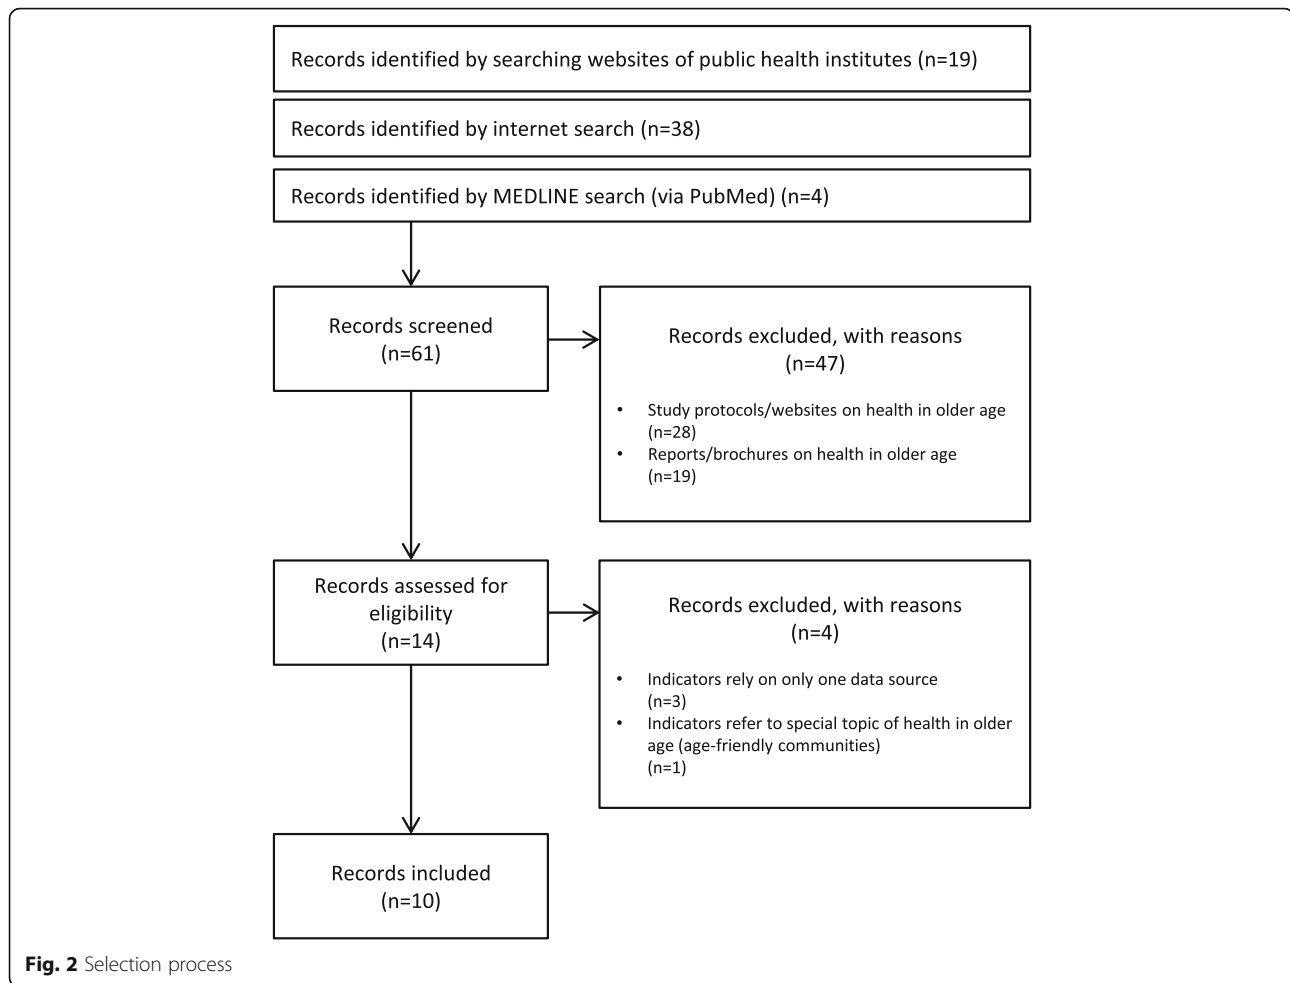 Records identified by searching websites of public health institutes (n=19)
Records identified by internet search (n=38)
Records identified by MEDLINE search (via PubMed) (n=4)
Records screened
(n=61)
Records excluded, with reasons
(n=47)
• Study protocols/websites on health in older age
(n=28)
• Reports/brochures on health in older age
(n=19)
Records assessed for
eligibility
(n=14)
Records excluded, with reasons
(n=4)
• Indicators rely on only one data source
(n=3)
• Indicators refer to special topic of health in older
age (age-friendly communities)
(n=1)
Records included
(n=10)
Fig. 2 Selection process